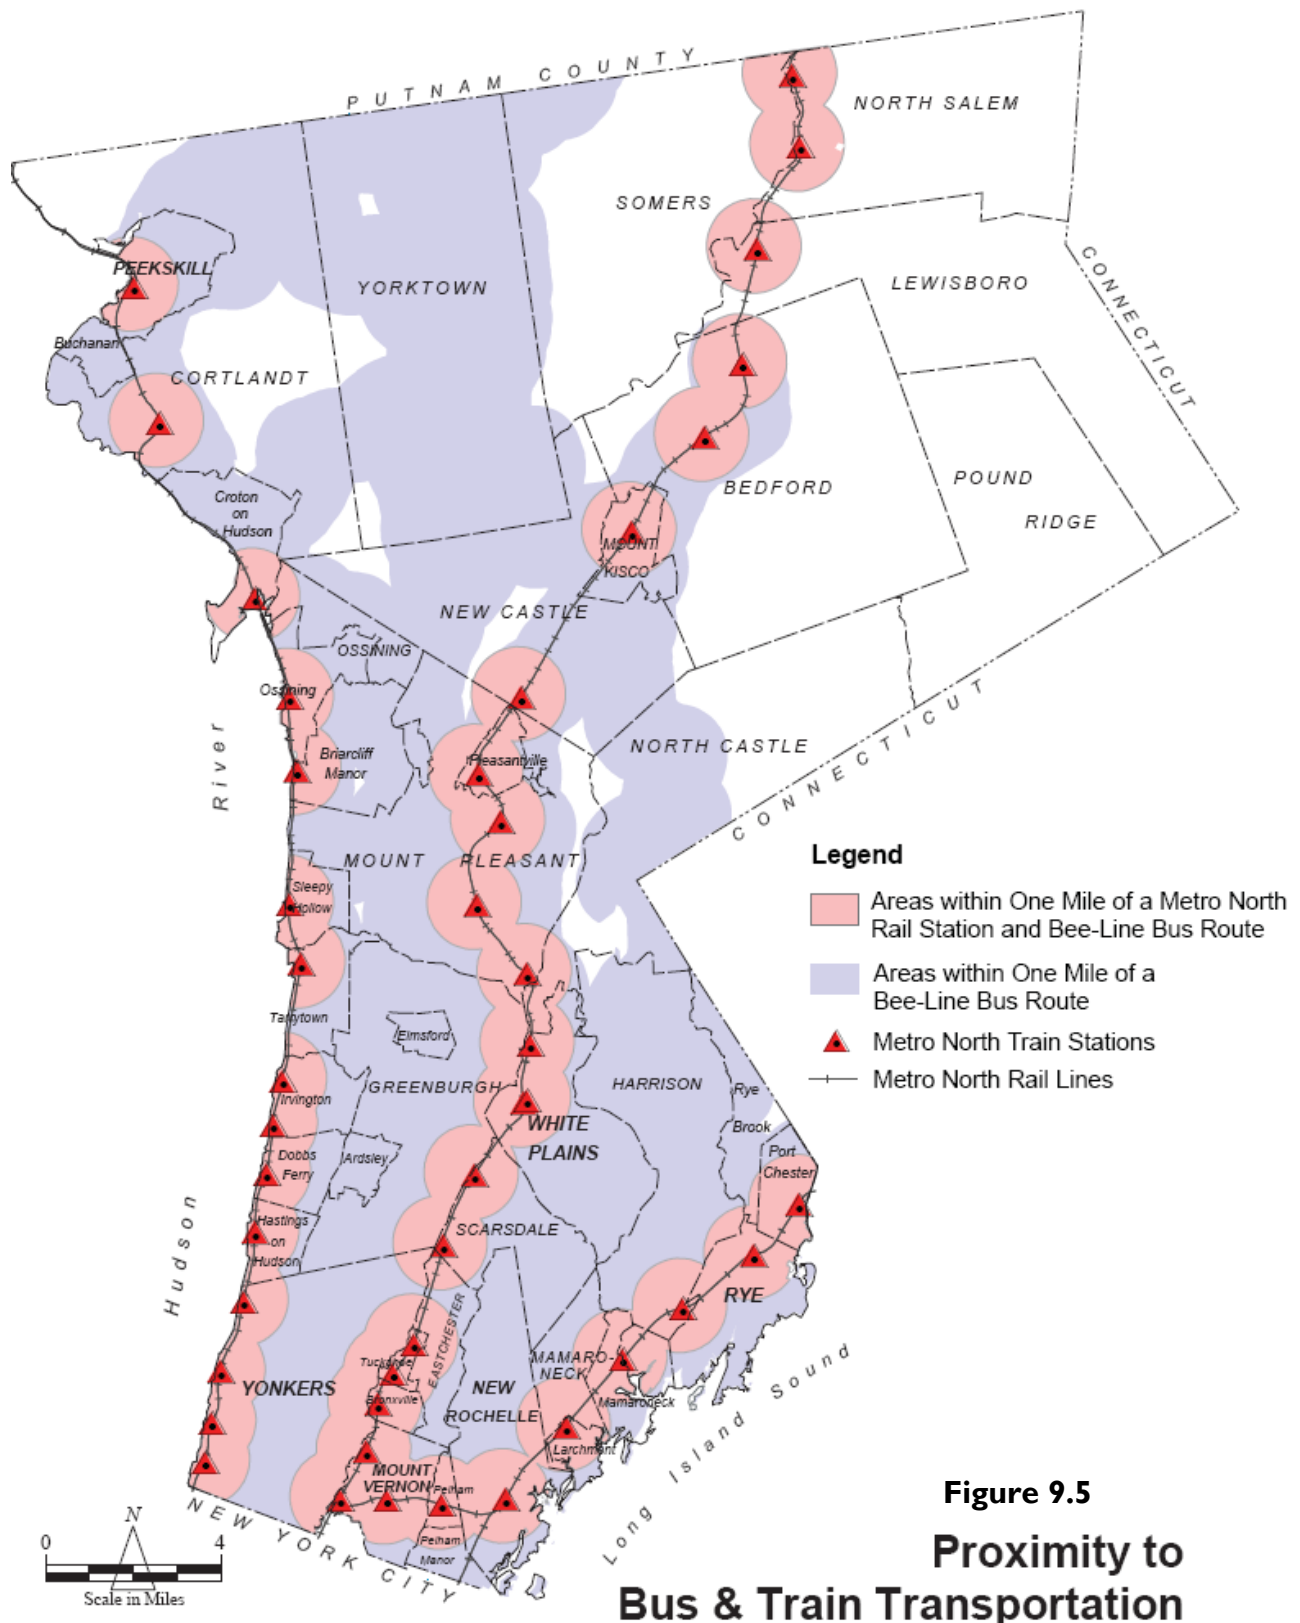 PUTNAM COUNTY
NORTH SALEM
SOMERS
PEEKSKILL
YORKTOWN
LEWISBORO
CONNECTICUT
Buchanan
CORTLANDT
BEDFORD
POUND
RIDGE
Croton
on
Hudson
MOUNT
KISCO
NEW CASTLE
OSSINING
Ossining
Briarcliff
Manor
Pleasantville
NORTH CASTLE
CONNECTICUT
River
MOUNT PLEASANT
Sleepy
Hollow
Legend
Areas within One Mile of a Metro North
Rail Station and Bee-Line Bus Route
Areas within One Mile of a
Bee-Line Bus Route
Metro North Train Stations
Metro North Rail Lines
Tarrytown
Elmsford
GREENBURGH
HARRISON
Rye
Brook
Irvington
WHITE
PLAINS
Port
Chester
Dobbs
Ferry
Ardsley
Hudson
Hastings
on
Hudson
SCARSDALE
RYE
EASTCHESTER
Tuckahoe
Bronxville
YONKERS
NEW
ROCHELLE
MAMARO-
NECK
Mamaroneck
Larchmont
Long Island Sound
MOUNT
VERNON
Pelham
Pelham
Manor
NEW YORK CITY
N
0 4
Scale in Miles
Figure 9.5
Proximity to
Bus & Train Transportation